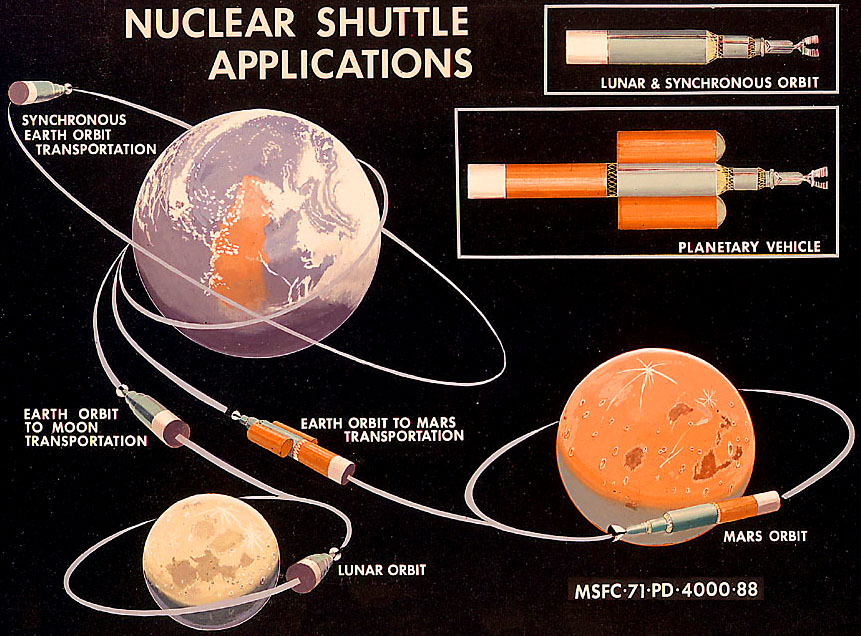 NUCLEAR SHUTTLE
APPLICATIONS
LUNAR & SYNCHRONOUS ORBIT
SYNCHRONOUS
EARTH ORBIT
TRANSPORTATION
PLANETARY VEHICLE
EARTH ORBIT
TO MOON
TRANSPORTATION
EARTH ORBIT TO MARS
TRANSPORTATION
MARS ORBIT
LUNAR ORBIT
MSFC·71·PD·4000·88